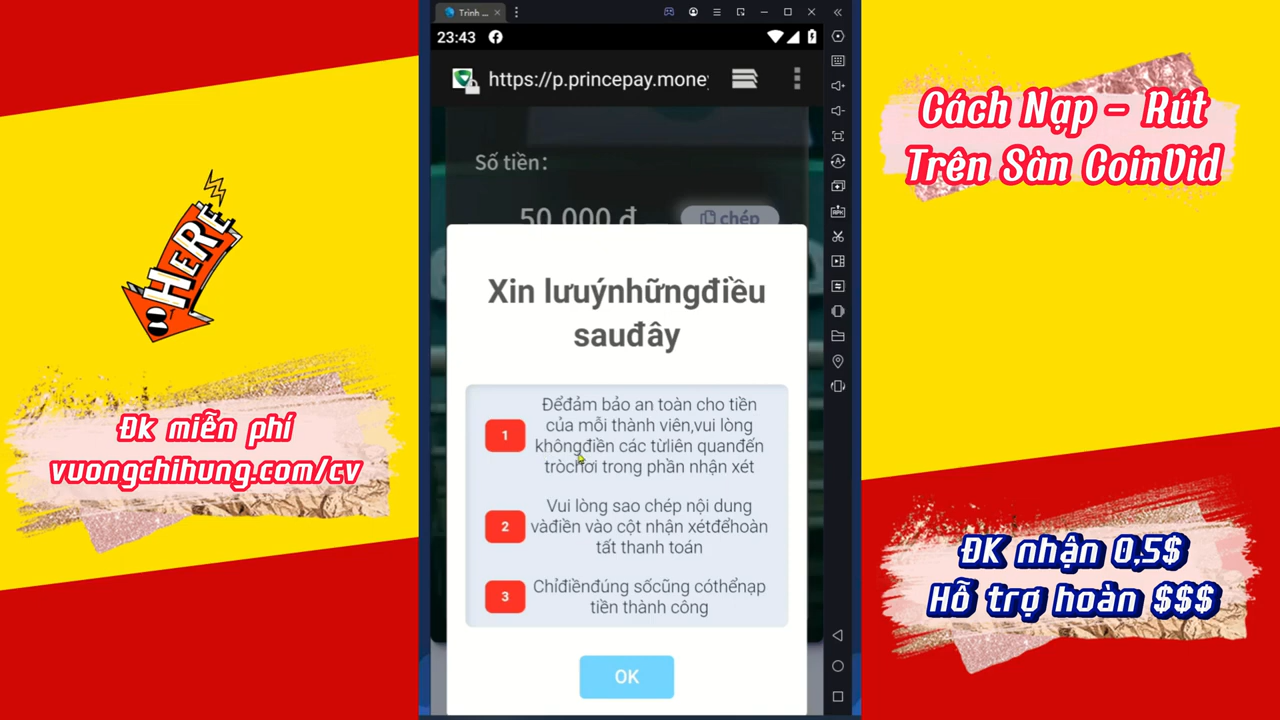 Trình ...
23:43
https://p.princepay.mone
Số tiền:
50.000 đ
chép
Xin lưuýnhữngđiều
sauđây
1
Đểđảm bảo an toàn cho tiền
của mỗi thành viên,vui lòng
khôngđiền các từliên quanđến
tròchơi trong phần nhận xét
2
Vui lòng sao chép nội dung
vàđiền vào cột nhận xétđểhoàn
tất thanh toán
3
Chỉđiềnđúng sốcũng cóthểnạp
tiền thành công
OK
HERE
Đk miễn phí
vuongchihung.com/cv
Cách Nạp - Rút
Trên Sàn CoinVid
ĐK nhận 0,5$
Hỗ trợ hoàn $$$